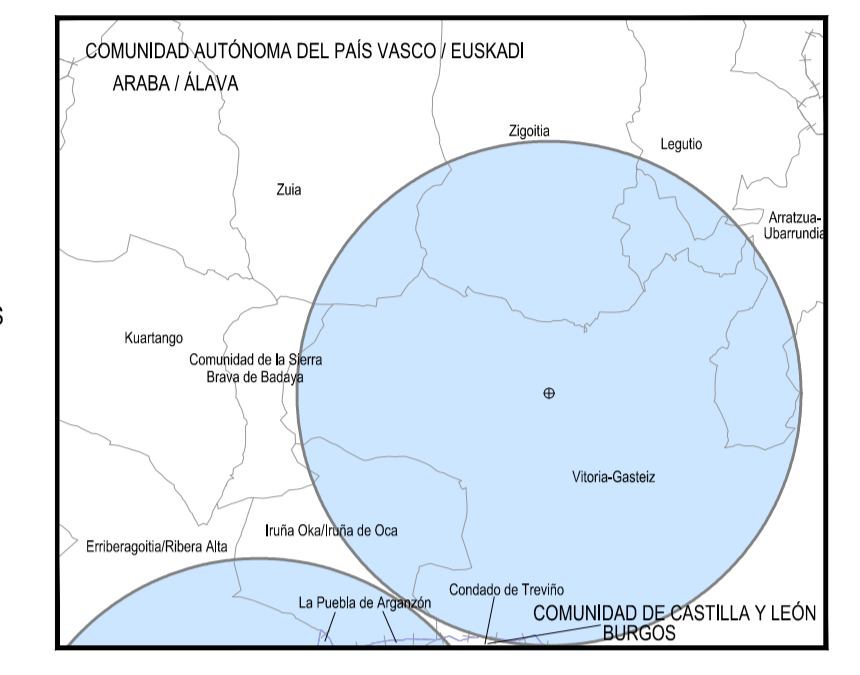 COMUNIDAD AUTÓNOMA DEL PAÍS VASCO / EUSKADI
ARABA / ÁLAVA
Zigoitia
Legutio
Zuia
Arratzua-
Ubarrundia
S
Kuartango
Comunidad de la Sierra
Brava de Badaya
Vitoria-Gasteiz
Iruña Oka/Iruña de Oca
Erriberagoitia/Ribera Alta
Condado de Treviño
La Puebla de Arganzón
COMUNIDAD DE CASTILLA Y LEÓN
BURGOS